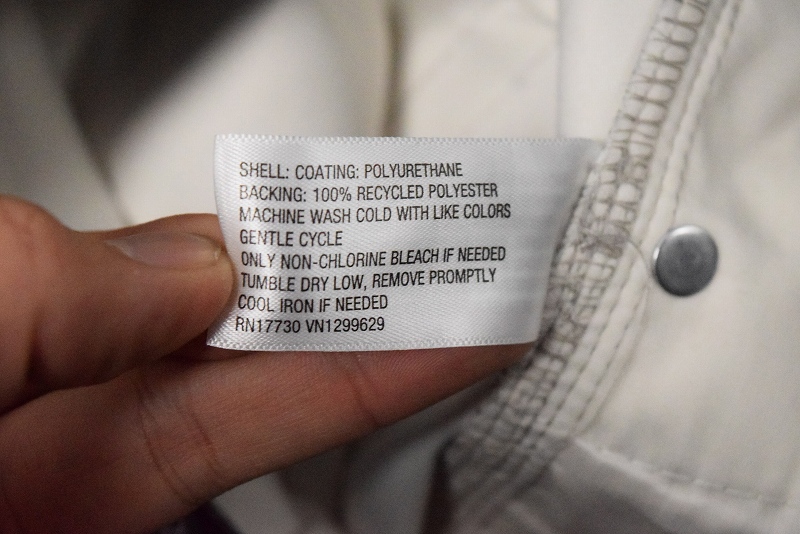 SHELL: COATING: POLYURETHANE
BACKING: 100% RECYCLED POLYESTER
MACHINE WASH COLD WITH LIKE COLORS
GENTLE CYCLE
ONLY NON-CHLORINE BLEACH IF NEEDED
TUMBLE DRY LOW, REMOVE PROMPTLY
COOL IRON IF NEEDED
RN17730 VN1299629